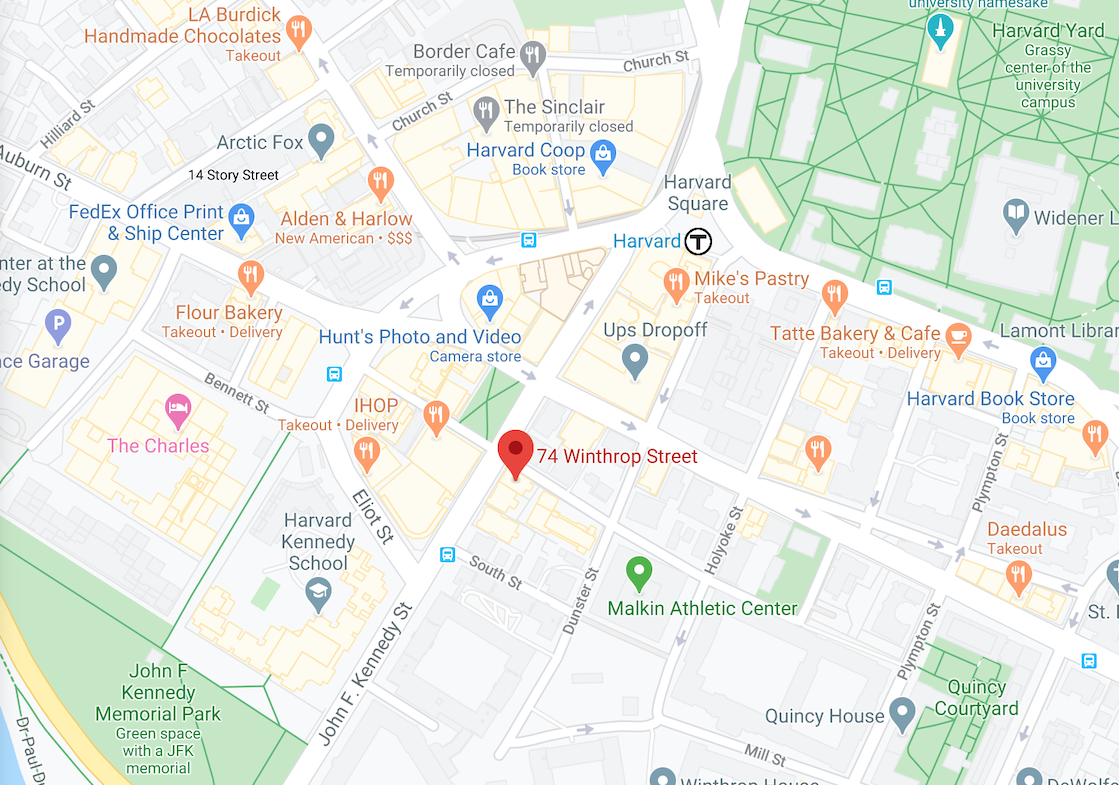 university namesake
LA Burdick
Handmade Chocolates
Takeout
Harvard Yard
Grassy
center of the
university
campus
Border Cafe
Temporarily closed
Church St
Church St
The Sinclair
Temporarily closed
Hilliard St
Arctic Fox
Harvard Coop
Book store
Auburn St
14 Story Street
Harvard
Square
FedEx Office Print
& Ship Center
Alden & Harlow
New American • $$$
Widener L
Harvard
T
nter at the
dy School
Mike's Pastry
Takeout
Flour Bakery
Takeout • Delivery
P
ce Garage
Hunt's Photo and Video
Camera store
Ups Dropoff
Tatte Bakery & Cafe
Takeout • Delivery
Lamont Librar
Bennett St
Harvard Book Store
Book store
IHOP
Takeout • Delivery
The Charles
74 Winthrop Street
Plympton St
Eliot St
Harvard
Kennedy
School
Holyoke St
Daedalus
Takeout
South St
Dunster St
Malkin Athletic Center
St.
Plympton St
John F. Kennedy St
John F
Kennedy
Memorial Park
Green space
with a JFK
memorial
Quincy
Courtyard
Quincy House
Mill St
Dr-Paul-D
Winthrop House
DeWolfe